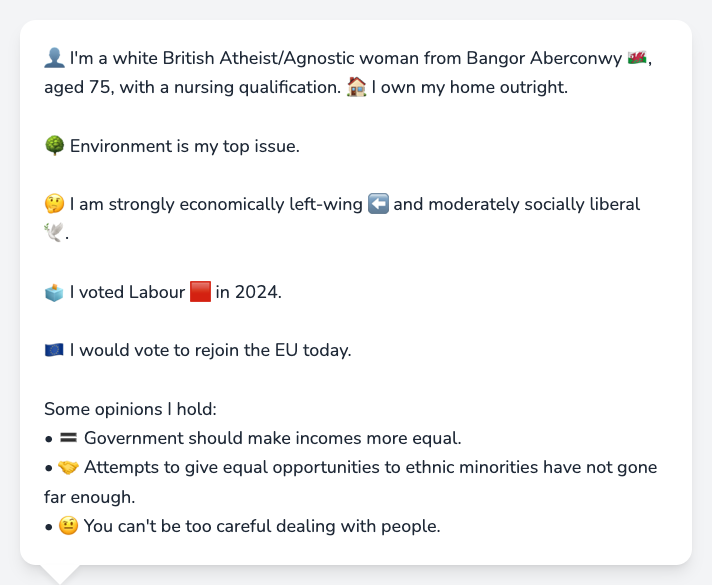 👤 I'm a white British Atheist/Agnostic woman from Bangor Aberconwy 🏴󠁧󠁢󠁷󠁬󠁳󠁿,
aged 75, with a nursing qualification. 🏠 I own my home outright.
🌳 Environment is my top issue.
🤔 I am strongly economically left-wing ⬅️ and moderately socially liberal
🕊️.
🗳️ I voted Labour 🟥 in 2024.
🇪🇺 I would vote to rejoin the EU today.
Some opinions I hold:
• 🟰 Government should make incomes more equal.
• 🤝 Attempts to give equal opportunities to ethnic minorities have not gone
far enough.
• 🤨 You can't be too careful dealing with people.